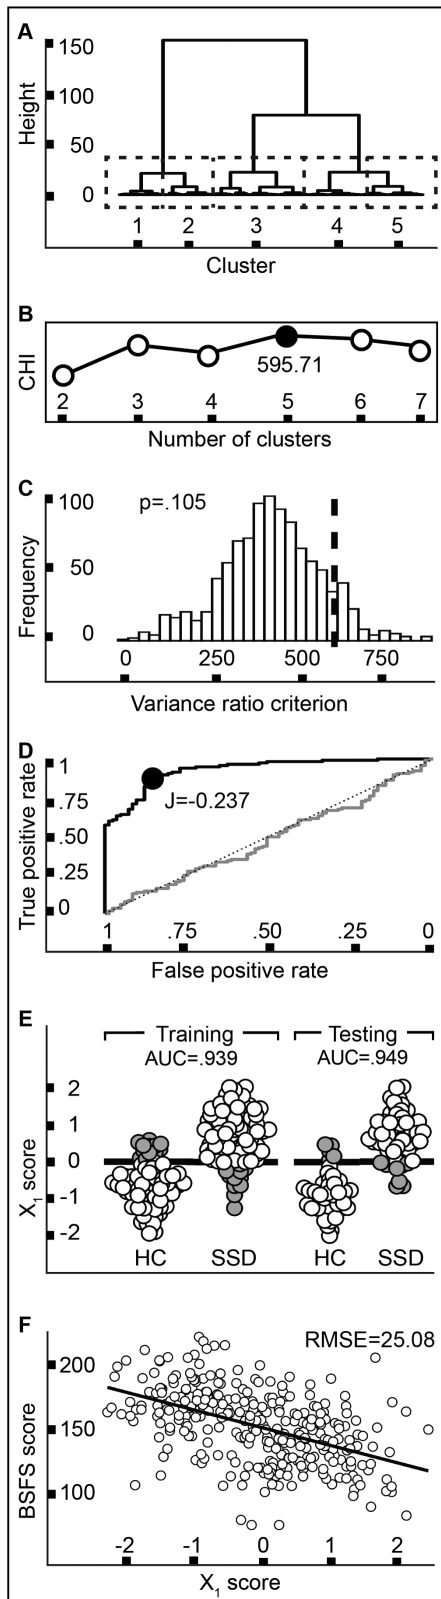 A
Height
150
100
50
0
1 2 3 4 5
Cluster
B
CHI
595.71
2 3 4 5 6 7
Number of clusters
C
Frequency
100
50
0
p=.105
0 250 500 750
Variance ratio criterion
D
True positive rate
1
.75
.50
.25
0
J=-0.237
1 .75 .50 .25 0
False positive rate
E
Training Testing
AUC=.939 AUC=.949
X1 score
2
1
0
-1
-2
HC SSD HC SSD
F
RMSE=25.08
BSFS score
200
150
100
-2 -1 0 1 2
X1 score